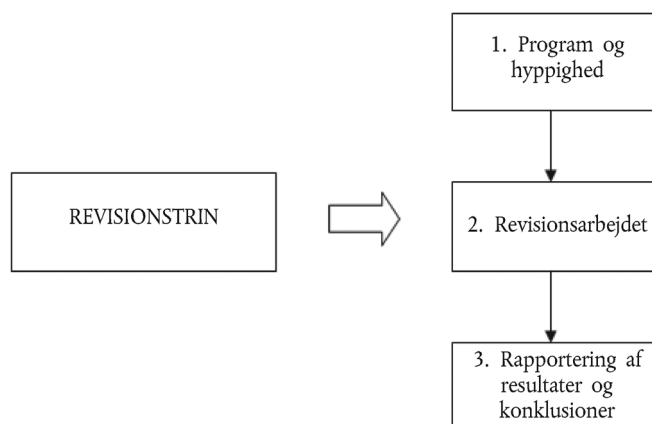 1. Program og
hyppighed
REVISIONSTRIN
2. Revisionsarbejdet
3. Rapportering af
resultater og
konklusioner